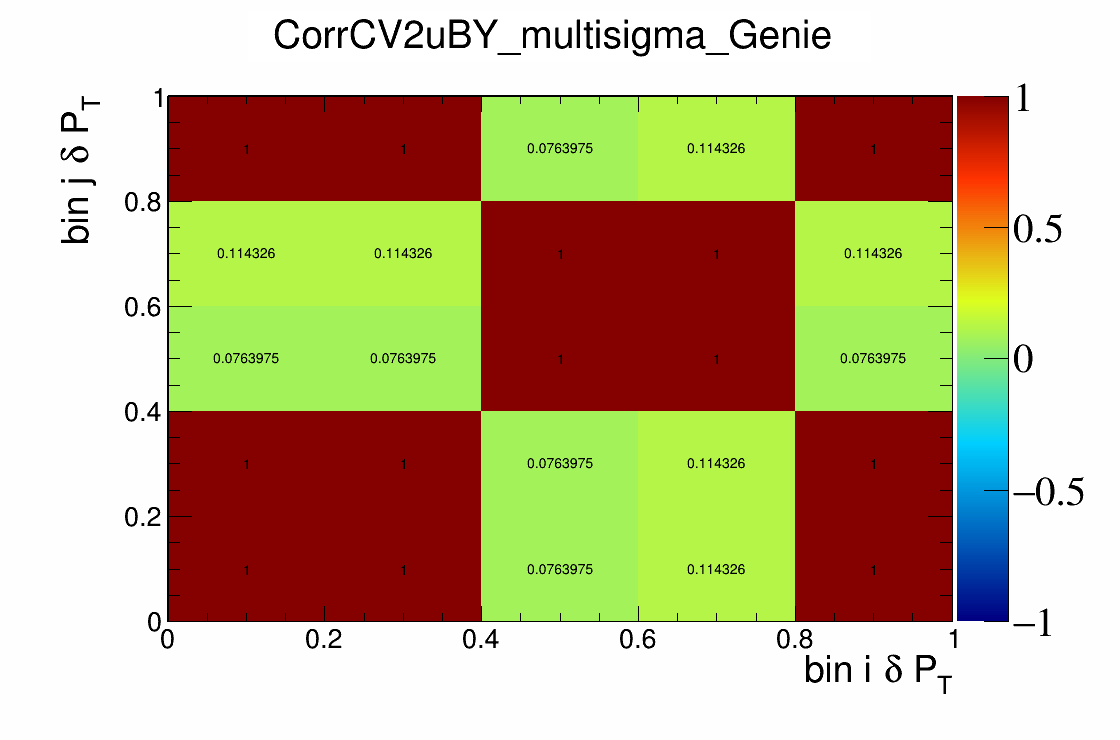 CorrCV2uBY_multisigma_Genie
bin j δ P_T
1
0.8
0.6
0.4
0.2
0
1 1 0.0763975 0.114326 1
0.114326 0.114326 1 1 0.114326
0.0763975 0.0763975 1 1 0.0763975
1 1 0.0763975 0.114326 1
1 1 0.0763975 0.114326 1
0 0.2 0.4 0.6 0.8 1
bin i δ P_T
1
0.5
0
−0.5
−1